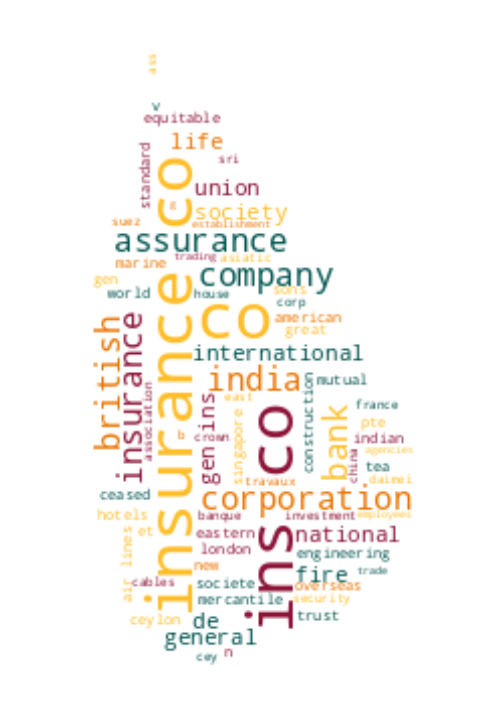 ass
v
equitable
life
standard
sri
union
co
society
establishment
suez
assurance
trading
asiatic
marine
company
gen
world
house
sons
corp
insurance co
co
american
great
british
insurance
international
india
mutual
association
gen ins
east
singapore
construction
bank
france
pte
indian
agencies
crown
b
china
tea
daimei
travaux
ins co
ceased
corporation
hotels
et
banque
investment
employees
eastern
national
london
engineering
air lines
new
fire
trade
cables
societe
overseas
mercantile
security
ceylon
de
trust
general
cey
n